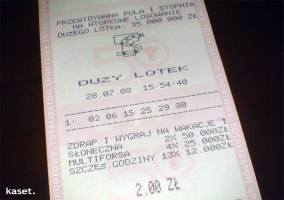 PRZEWIDYWANA PULA I STOPNIA
NA WTORKOWE LOSOWANIE
DUŻEGO LOTKA: 35 000 000 ZŁ
DUŻY LOTEK
28.07.08 15:54:40
1: 02 06 15 25 29 30
ZDRAP I WYGRAJ NA WAKACJE !
SŁONECZNA 2X 50.000ZŁ
MULTIFORSA 4X 25.000ZŁ
SZCZĘS.GODZINY 13X 12.000ZŁ
2.00 ZŁ
kaset.